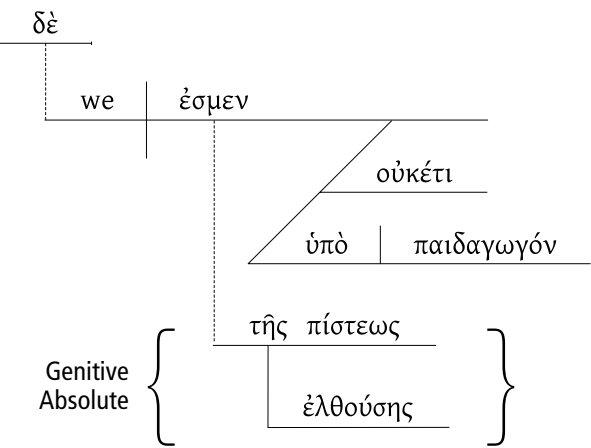 δὲ
we ἐσμεν
οὐκέτι
ὑπὸ παιδαγωγόν
τῆς πίστεως
Genitive
Absolute
ἐλθούσης